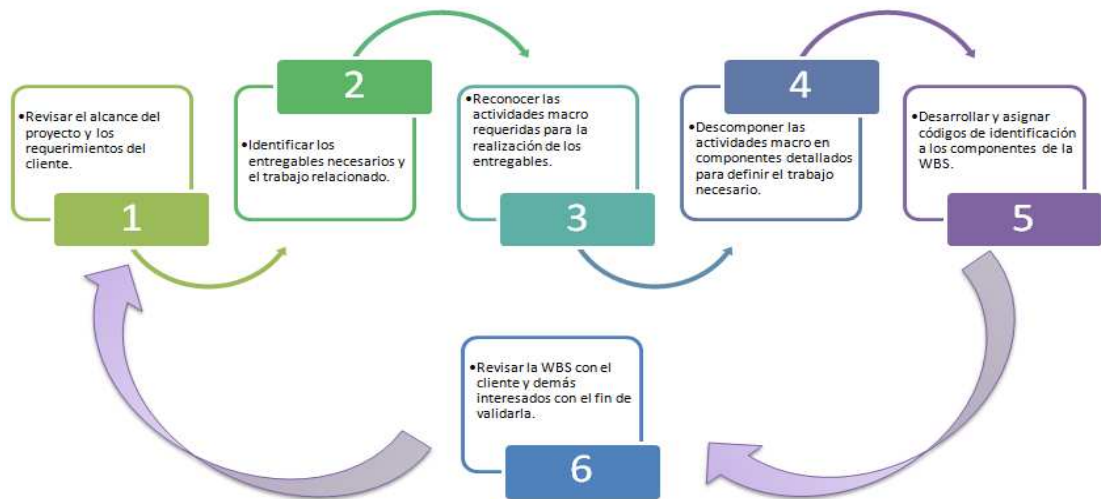 1
•Revisar el alcance del
proyecto y los
requerimientos del
cliente.
2
•Identificar los
entregables necesarios y
el trabajo relacionado.
3
•Reconocer las
actividades macro
requeridas para la
realización de los
entregables.
4
•Descomponer las
actividades macro en
componentes detallados
para definir el trabajo
necesario.
5
•Desarrollar y asignar
códigos de identificación
a los componentes de la
WBS.
6
•Revisar la WBS con el
cliente y demás
interesados con el fin de
validarla.